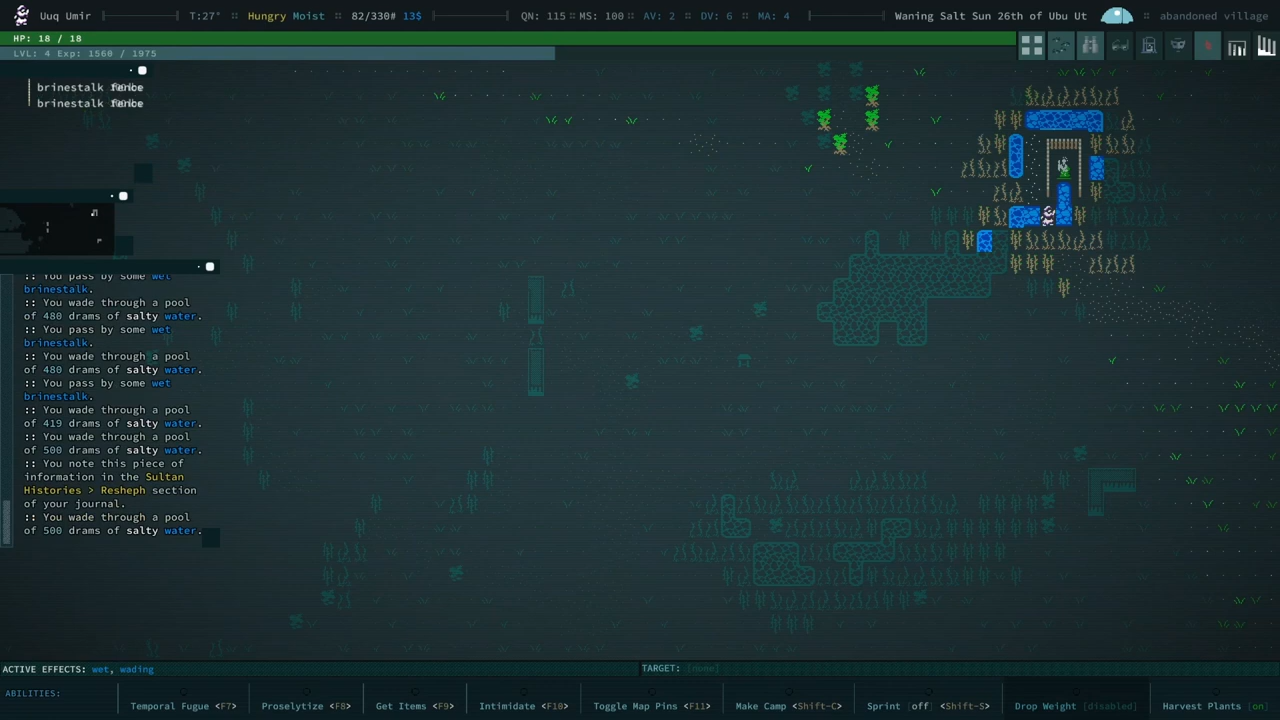 Uuq Umir T:27° :: Hungry Moist :: 82/330# 13$ QN: 115 :: MS: 100 :: AV: 2 :: DV: 6 :: MA: 4 Waning Salt Sun 26th of Ubu Ut :: abandoned village
HP: 18 / 18
LVL: 4 Exp: 1560 / 1975
brinestalk
brinestalk
:: You pass by some wet
brinestalk.
:: You wade through a pool
of 480 drams of salty water.
:: You pass by some wet
brinestalk.
:: You wade through a pool
of 480 drams of salty water.
:: You pass by some wet
brinestalk.
:: You wade through a pool
of 419 drams of salty water.
:: You wade through a pool
of 500 drams of salty water.
:: You note this piece of
information in the Sultan
Histories > Resheph section
of your journal.
:: You wade through a pool
of 500 drams of salty water.
ACTIVE EFFECTS: wet, wading
TARGET: [none]
ABILITIES: Temporal Fugue <F7> Proselytize <F8> Get Items <F9> Intimidate <F10> Toggle Map Pins <F11> Make Camp <Shift-C> Sprint [off] <Shift-S> Drop Weight [disabled] Harvest Plants [on]